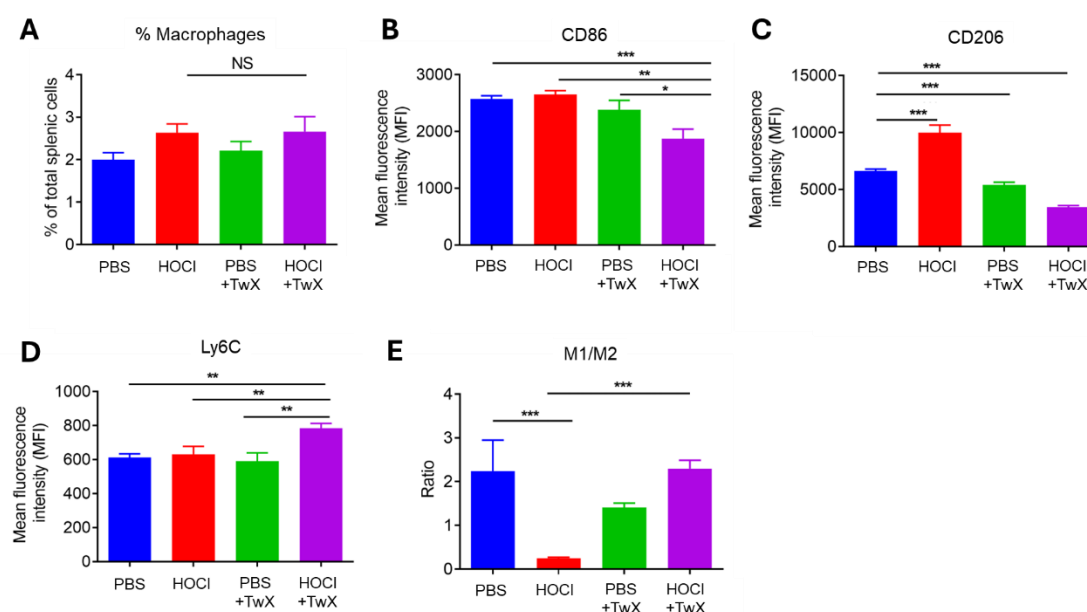 A
% Macrophages
NS
% of total splenic cells
4
3
2
1
0
PBS
HOCl
PBS
+TwX
HOCl
+TwX
B
CD86
***
**
*
Mean fluorescence
intensity (MFI)
3000
2000
1000
0
PBS
HOCl
PBS
+TwX
HOCl
+TwX
C
CD206
***
***
***
Mean fluorescence
intensity (MFI)
15000
10000
5000
0
PBS
HOCl
PBS
+TwX
HOCl
+TwX
D
Ly6C
**
**
**
Mean fluorescence
intensity (MFI)
1000
800
600
400
200
0
PBS
HOCl
PBS
+TwX
HOCl
+TwX
E
M1/M2
***
***
Ratio
4
3
2
1
0
PBS
HOCl
PBS
+TwX
HOCl
+TwX